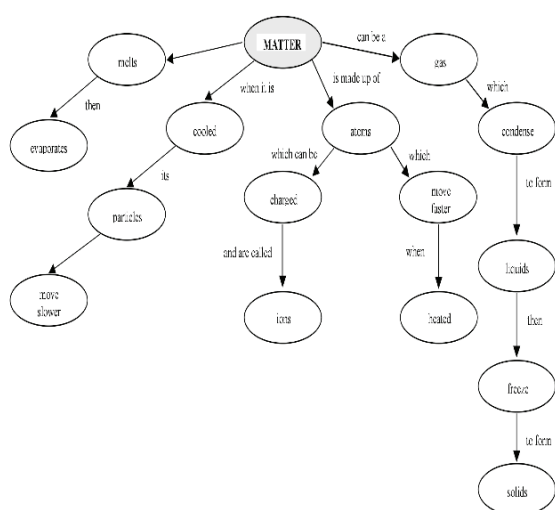 MATTER
can be a
melts
gas
when it is
is made up of
which
then
cooled
atoms
condense
evaporates
which can be
which
its
to form
charged
move
faster
particles
and are called
when
liquids
move
slower
ions
heated
then
freeze
to form
solids